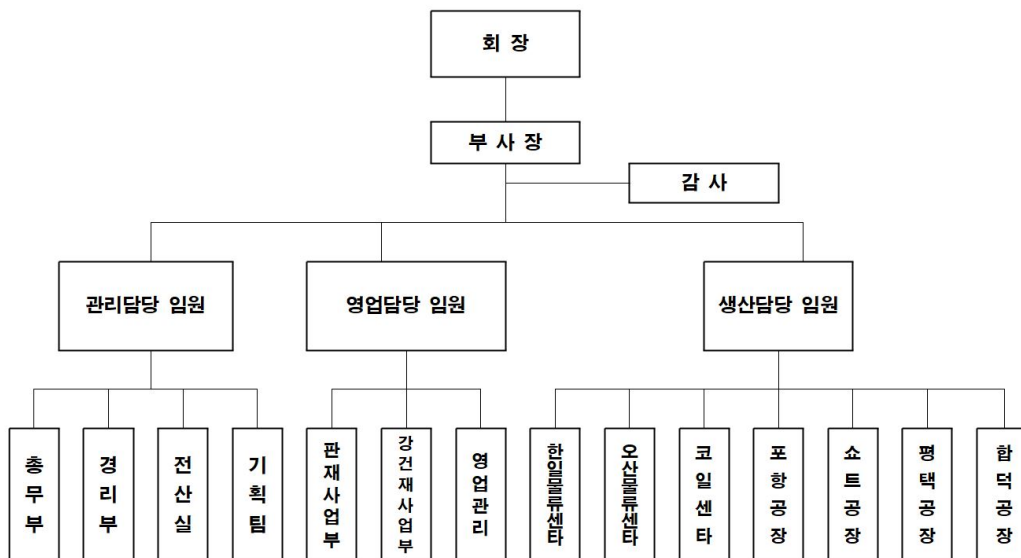 회 장
부 사 장
감 사
관리담당 임원
영업담당 임원
생산담당 임원
총무부
경리부
전산실
기획팀
판재사업부
강건재사업부
영업관리
한일물류센타
오산물류센타
코일센타
포항공장
쇼트공장
평택공장
합덕공장